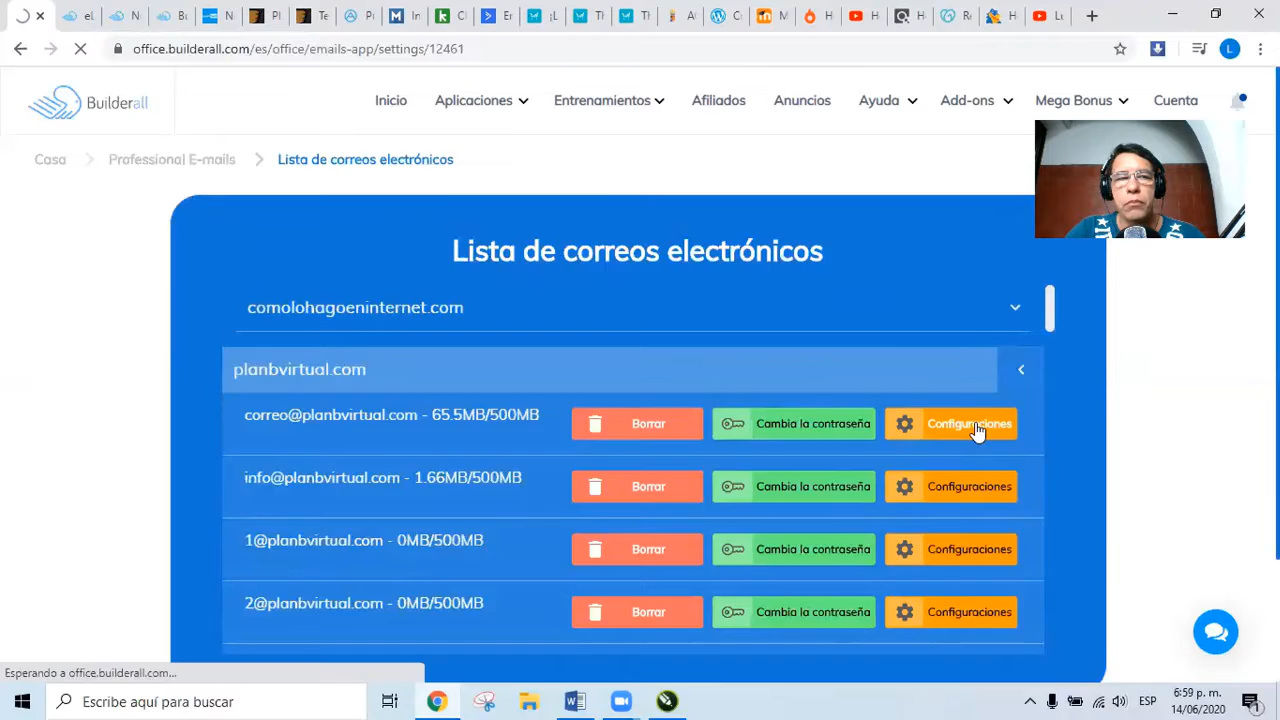 office.builderall.com/es/office/emails-app/settings/12461
L
Builderall
Inicio
Aplicaciones
Entrenamientos
Afiliados
Anuncios
Ayuda
Add-ons
Mega Bonus
Cuenta
Casa
Professional E-mails
Lista de correos electrónicos
Lista de correos electrónicos
comolohagoeninternet.com
planbvirtual.com
correo@planbvirtual.com - 65.5MB/500MB
Borrar
Cambia la contraseña
Configuraciones
info@planbvirtual.com - 1.66MB/500MB
Borrar
Cambia la contraseña
Configuraciones
1@planbvirtual.com - 0MB/500MB
Borrar
Cambia la contraseña
Configuraciones
2@planbvirtual.com - 0MB/500MB
Borrar
Cambia la contraseña
Configuraciones
Esperando a office.builderall.com...
Escribe aquí para buscar
ESP
6:59 p. m.
14/06/2020